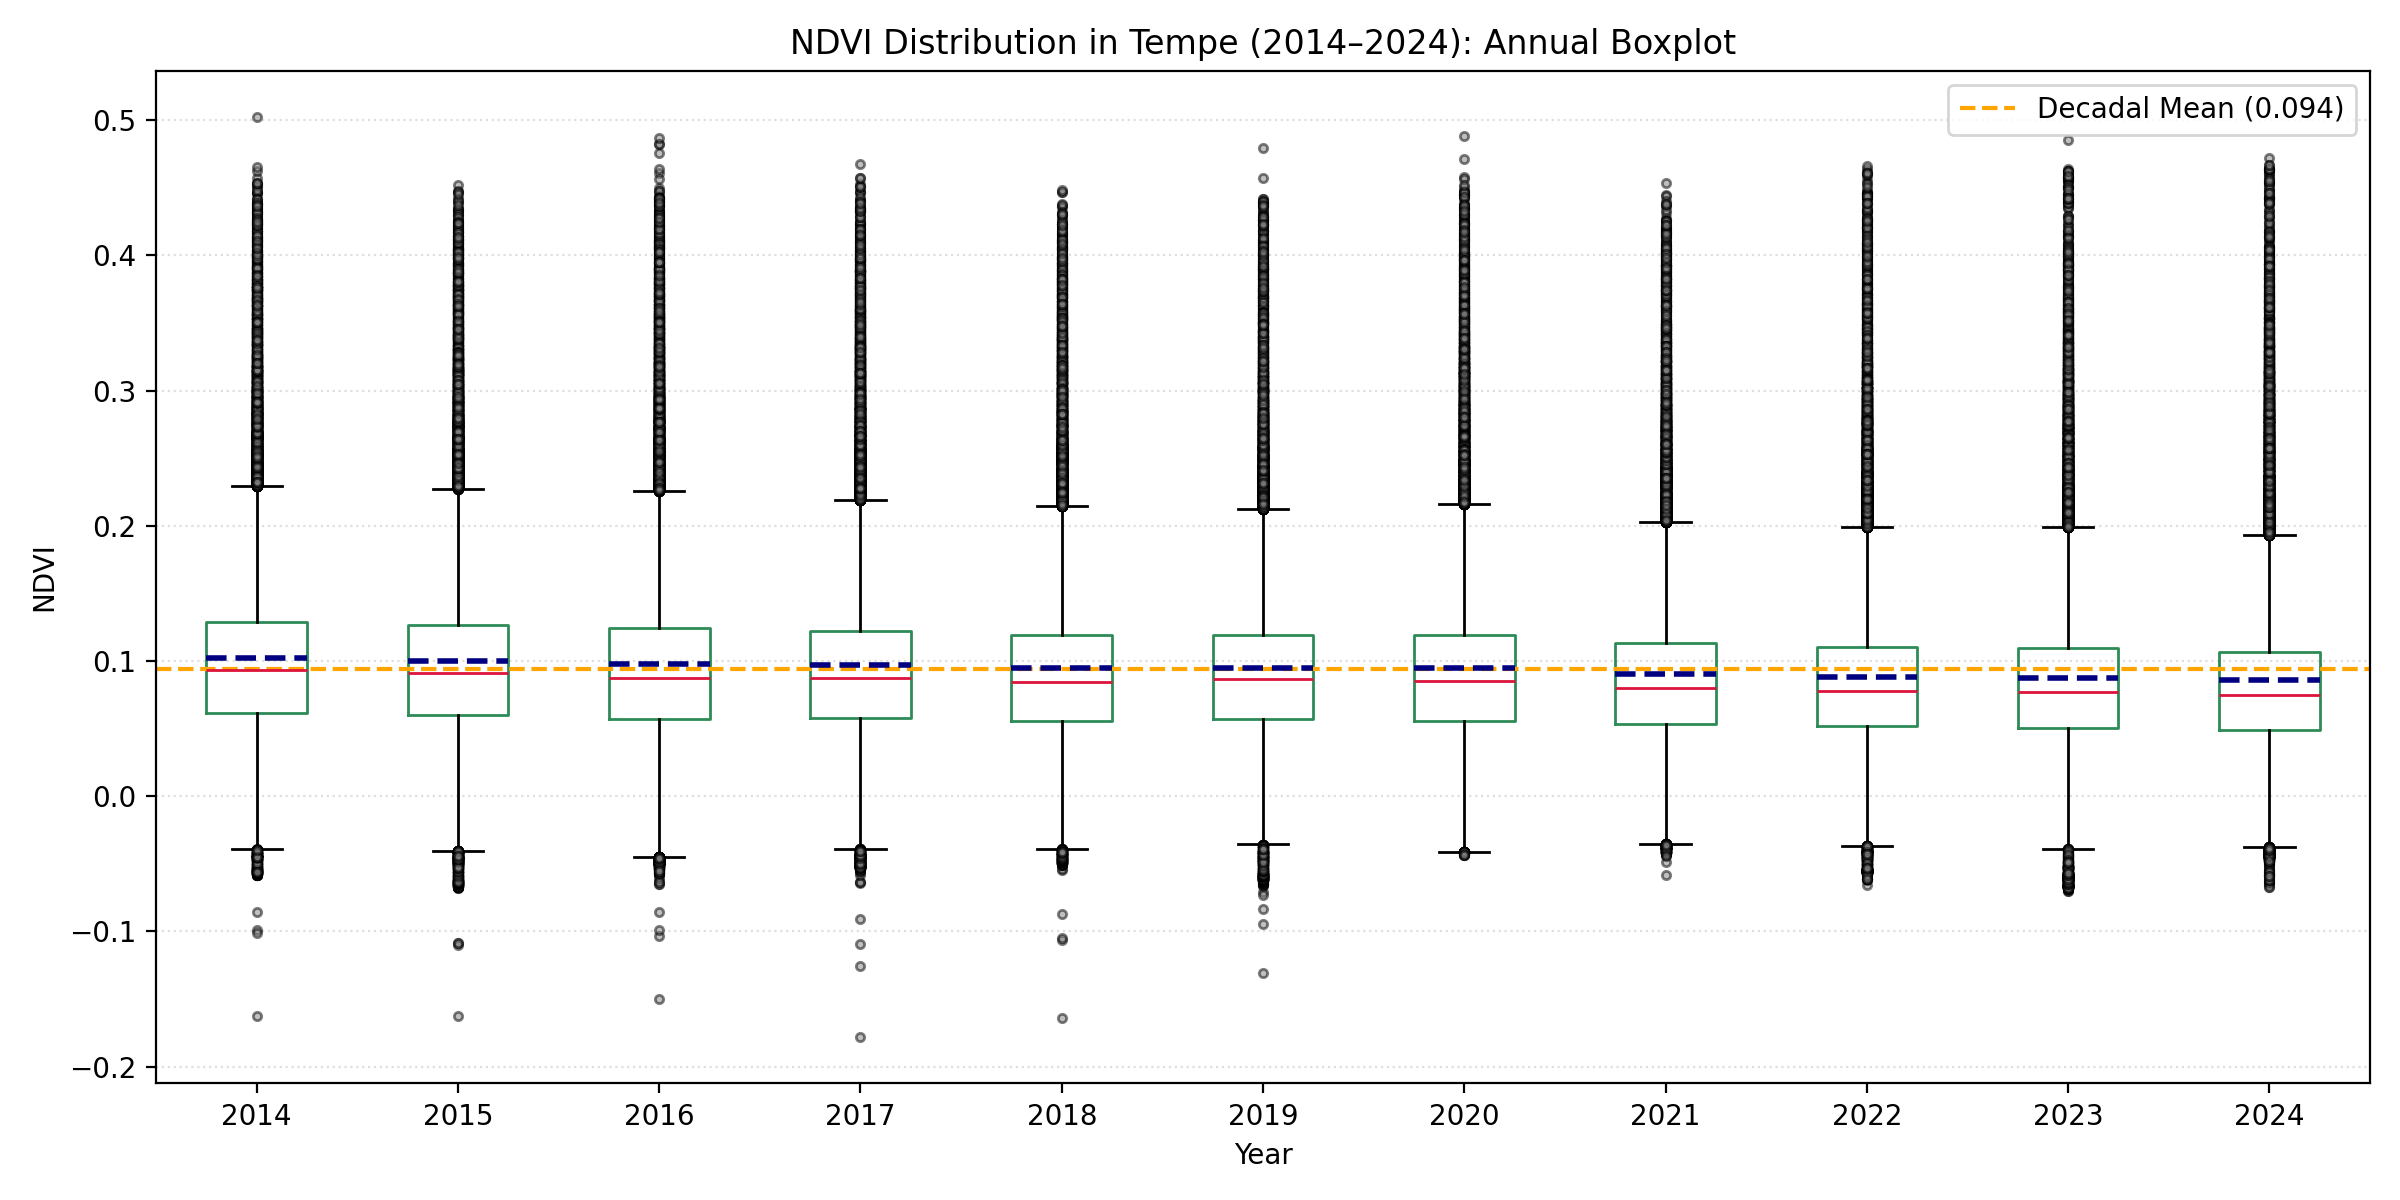 NDVI Distribution in Tempe (2014–2024): Annual Boxplot
Decadal Mean (0.094)
NDVI
0.5
0.4
0.3
0.2
0.1
0.0
−0.1
−0.2
2014 2015 2016 2017 2018 2019 2020 2021 2022 2023 2024
Year